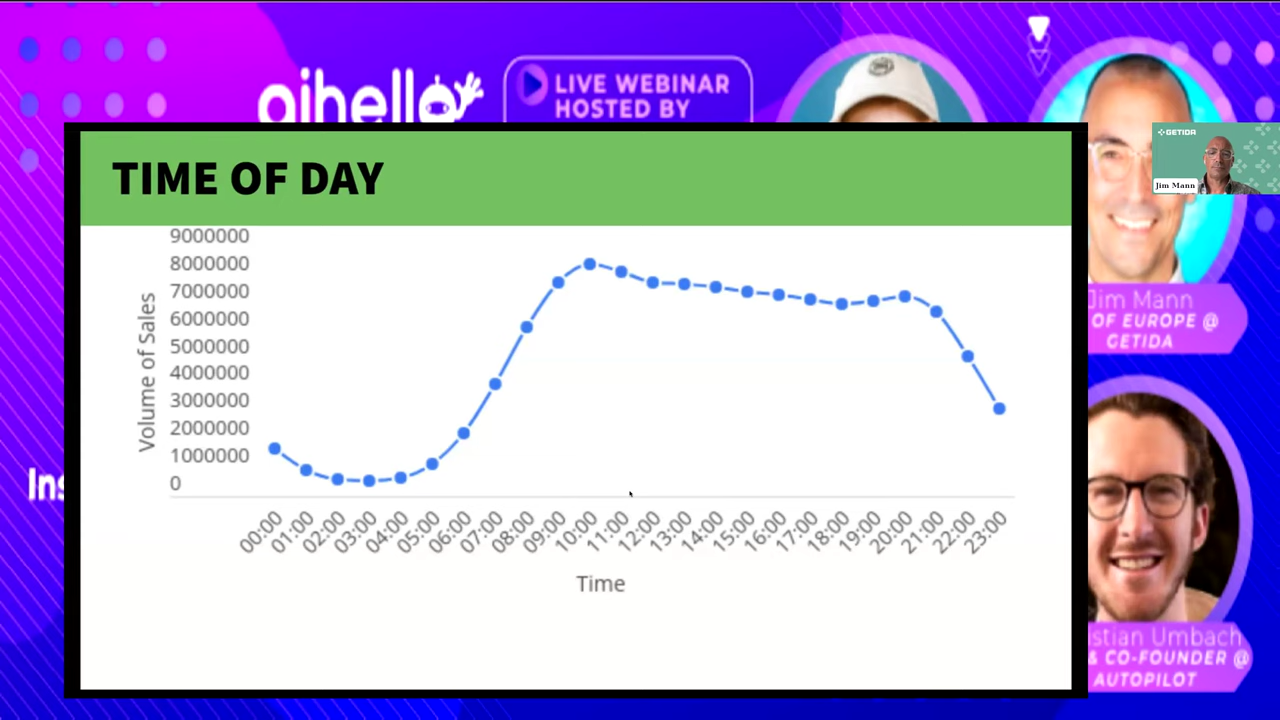 aihello
LIVE WEBINAR
HOSTED BY
GETIDA
Jim Mann
TIME OF DAY
9000000
8000000
7000000
6000000
5000000
4000000
3000000
2000000
1000000
0
Volume of Sales
00:00
01:00
02:00
03:00
04:00
05:00
06:00
07:00
08:00
09:00
10:00
11:00
12:00
13:00
14:00
15:00
16:00
17:00
18:00
19:00
20:00
21:00
22:00
23:00
Time
Jim Mann
OF EUROPE @
GETIDA
Ins
stian Umbach
& CO-FOUNDER @
AUTOPILOT